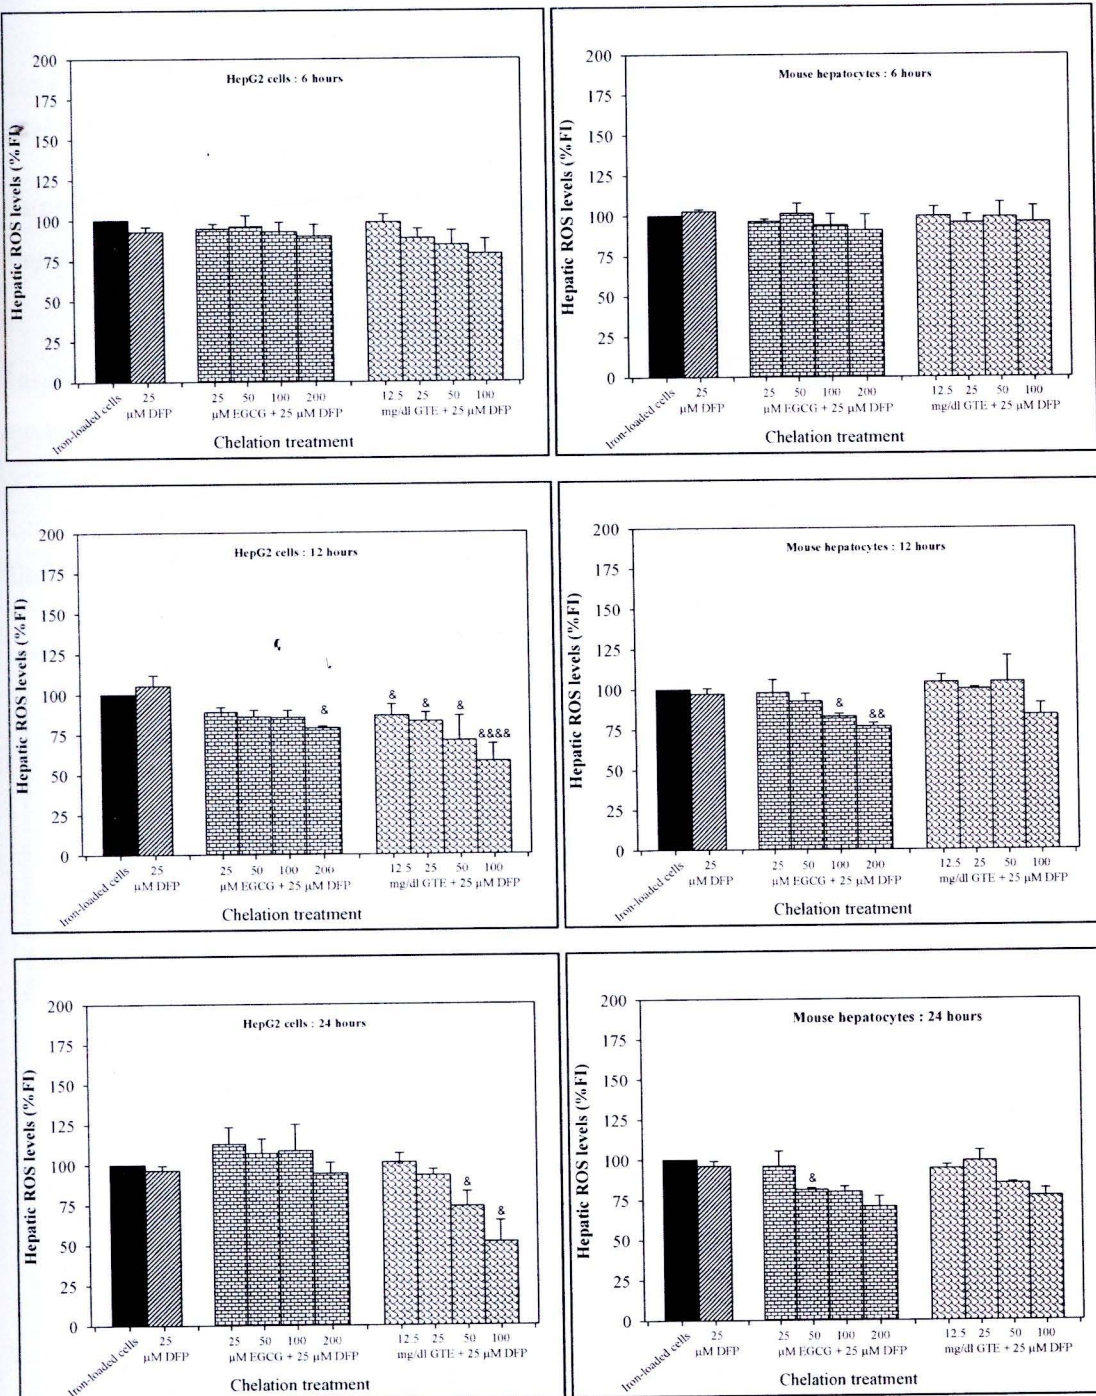 HepG2 cells : 6 hours
Hepatic ROS levels (%FI)
200
175
150
125
100
75
50
25
0
Iron-loaded cells
25
25 50 100 200
12.5 25 50 100
µM DFP
µM EGCG + 25 µM DFP
mg/dl GTE + 25 µM DFP
Chelation treatment
Mouse hepatocytes : 6 hours
Hepatic ROS levels (%FI)
200
175
150
125
100
75
50
25
0
Iron-loaded cells
25
25 50 100 200
12.5 25 50 100
µM DFP
µM EGCG + 25 µM DFP
mg/dl GTE + 25 µM DFP
Chelation treatment
HepG2 cells : 12 hours
Hepatic ROS levels (%FI)
200
175
150
125
100
75
50
25
0
&
& & &
&&&&
Iron-loaded cells
25
25 50 100 200
12.5 25 50 100
µM DFP
µM EGCG + 25 µM DFP
mg/dl GTE + 25 µM DFP
Chelation treatment
Mouse hepatocytes : 12 hours
Hepatic ROS levels (%FI)
200
175
150
125
100
75
50
25
0
&
&&
Iron-loaded cells
25
25 50 100 200
12.5 25 50 100
µM DFP
µM EGCG + 25 µM DFP
mg/dl GTE + 25 µM DFP
Chelation treatment
HepG2 cells : 24 hours
Hepatic ROS levels (%FI)
200
175
150
125
100
75
50
25
0
&
&
Iron-loaded cells
25
25 50 100 200
12.5 25 50 100
µM DFP
µM EGCG + 25 µM DFP
mg/dl GTE + 25 µM DFP
Chelation treatment
Mouse hepatocytes : 24 hours
Hepatic ROS levels (%FI)
200
175
150
125
100
75
50
25
0
&
Iron-loaded cells
25
25 50 100 200
12.5 25 50 100
µM DFP
µM EGCG + 25 µM DFP
mg/dl GTE + 25 µM DFP
Chelation treatment